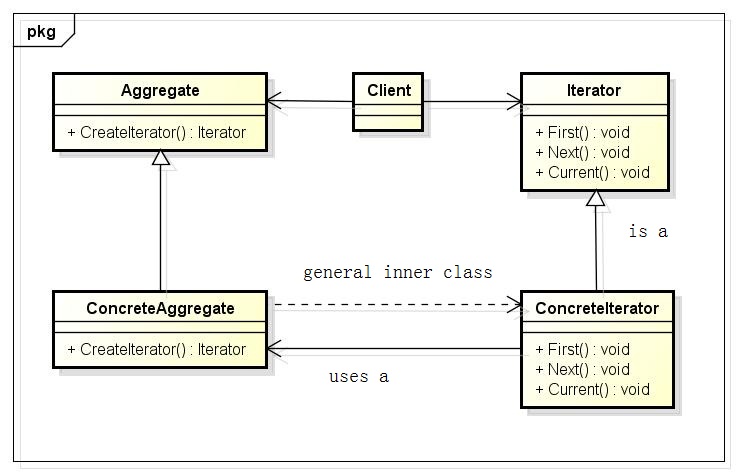 pkg
Aggregate
+ CreateIterator() : Iterator
Client
Iterator
+ First() : void
+ Next() : void
+ Current() : void
is a
general inner class
ConcreteAggregate
+ CreateIterator() : Iterator
ConcreteIterator
+ First() : void
+ Next() : void
+ Current() : void
uses a